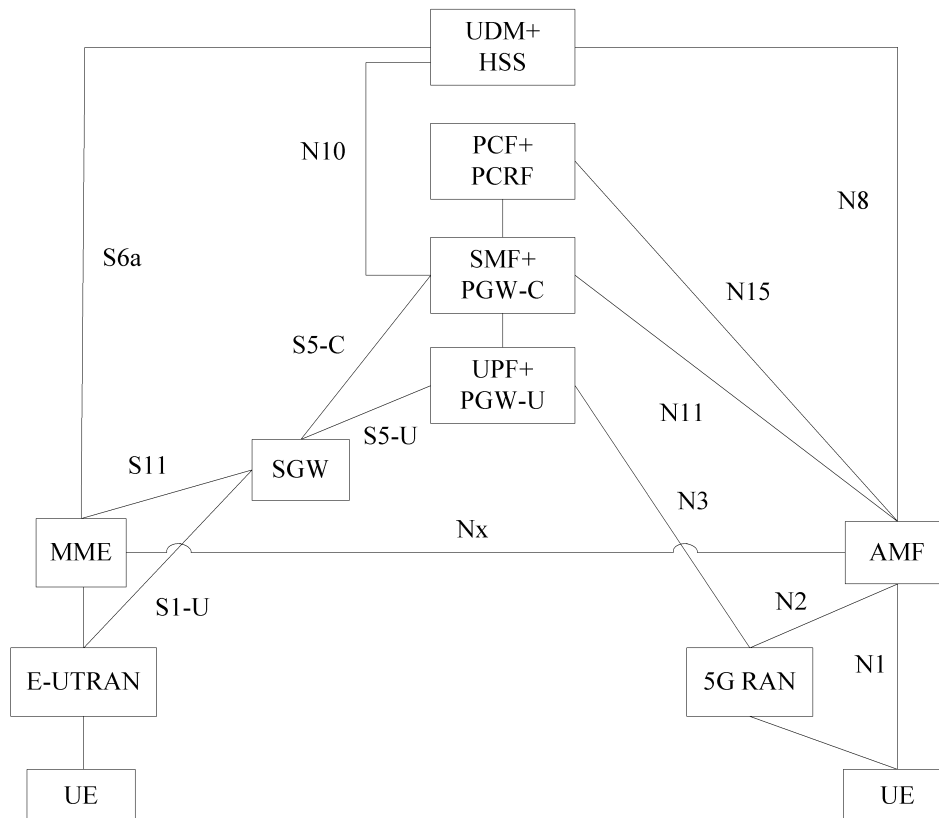 UDM+
HSS
PCF+
PCRF
N10
N8
S6a
SMF+
PGW-C
N15
S5-C
UPF+
PGW-U
N11
S5-U
S11
SGW
N3
Nx
MME
AMF
S1-U
N2
E-UTRAN
5G RAN
N1
UE
UE